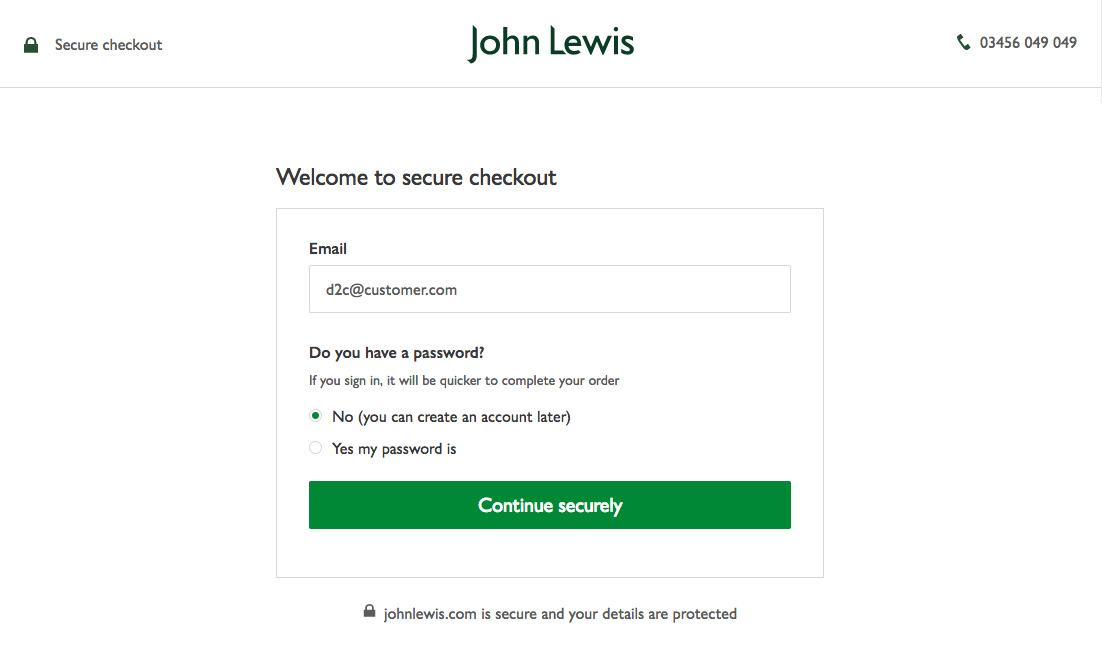 Secure checkout
John Lewis
03456 049 049
Welcome to secure checkout
Email
d2c@customer.com
Do you have a password?
If you sign in, it will be quicker to complete your order
No (you can create an account later)
Yes my password is
Continue securely
johnlewis.com is secure and your details are protected